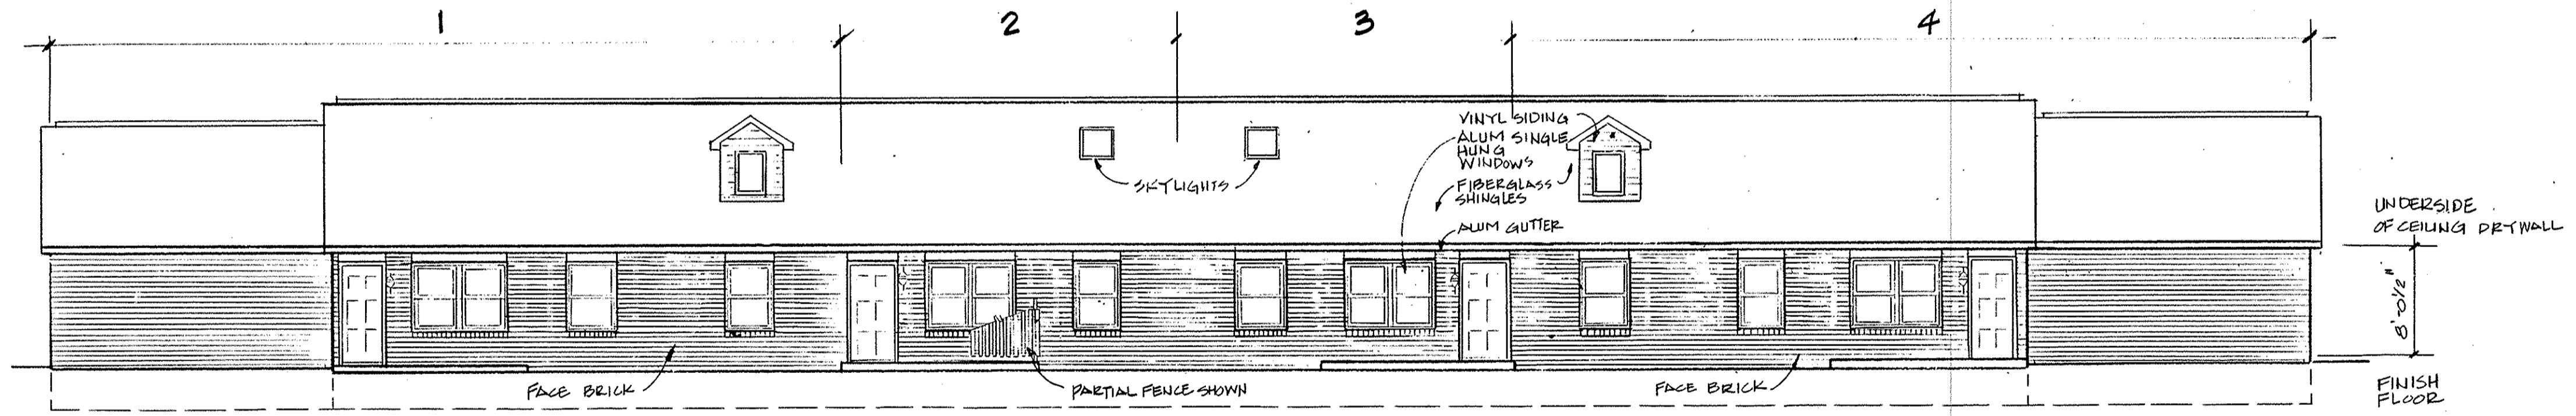 1
2
3
4
VINYL SIDING
ALUM SINGLE
HUNG
WINDOWS
SKYLIGHTS
FIBERGLASS
SHINGLES
ALUM GUTTER
UNDERSIDE
OF CEILING DRYWALL
8'-0 1/2"
FACE BRICK
PARTIAL FENCE SHOWN
FACE BRICK
FINISH
FLOOR